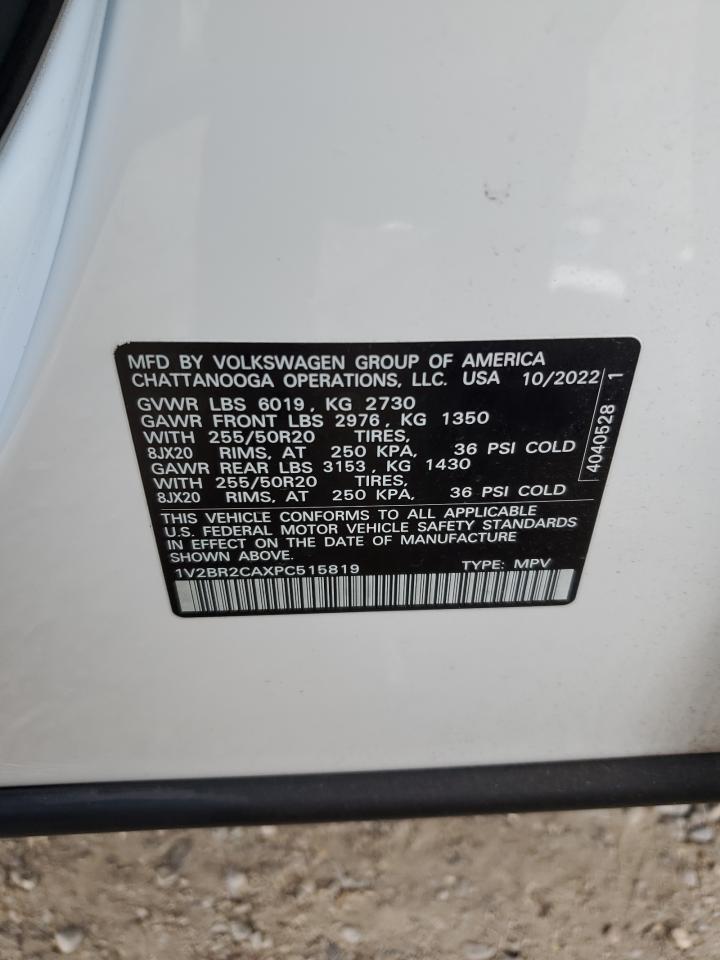 MFD BY VOLKSWAGEN GROUP OF AMERICA
CHATTANOOGA OPERATIONS, LLC. USA 10/2022
GVWR LBS 6019, KG 2730
GAWR FRONT LBS 2976, KG 1350
WITH 255/50R20 TIRES,
8JX20 RIMS, AT 250 KPA, 36 PSI COLD
GAWR REAR LBS 3153, KG 1430
WITH 255/50R20 TIRES,
8JX20 RIMS, AT 250 KPA, 36 PSI COLD
THIS VEHICLE CONFORMS TO ALL APPLICABLE
U.S. FEDERAL MOTOR VEHICLE SAFETY STANDARDS
IN EFFECT ON THE DATE OF MANUFACTURE
SHOWN ABOVE.
1V2BR2CAXPC515819 TYPE: MPV
4040528 1